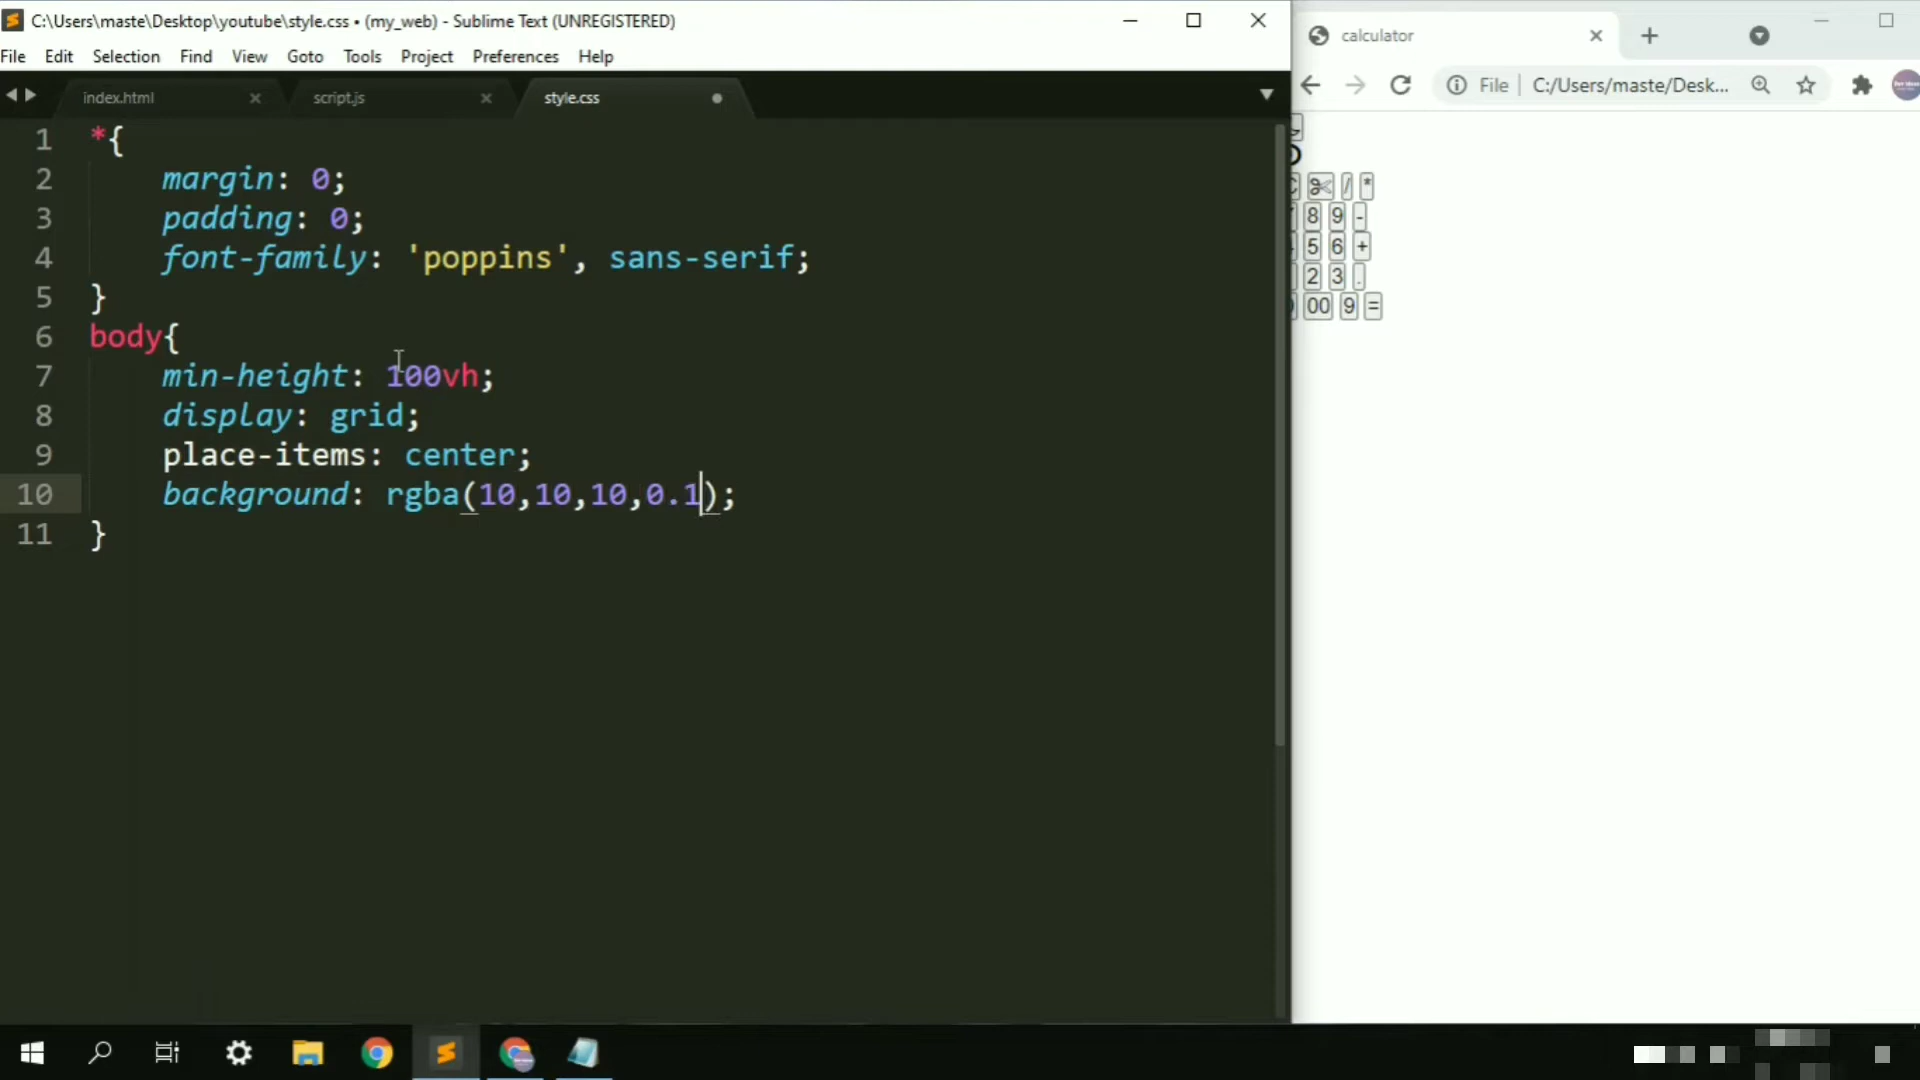 C:\Users\maste\Desktop\youtube\style.css • (my_web) - Sublime Text (UNREGISTERED)
File Edit Selection Find View Goto Tools Project Preferences Help
index.html script.js style.css
1 *{
2 margin: 0;
3 padding: 0;
4 font-family: 'poppins', sans-serif;
5 }
6 body{
7 min-height: 100vh;
8 display: grid;
9 place-items: center;
10 background: rgba(10,10,10,0.1);
11 }
calculator
File C:/Users/maste/Desk...
/ *
8 9 -
5 6 +
2 3 .
00 9 =